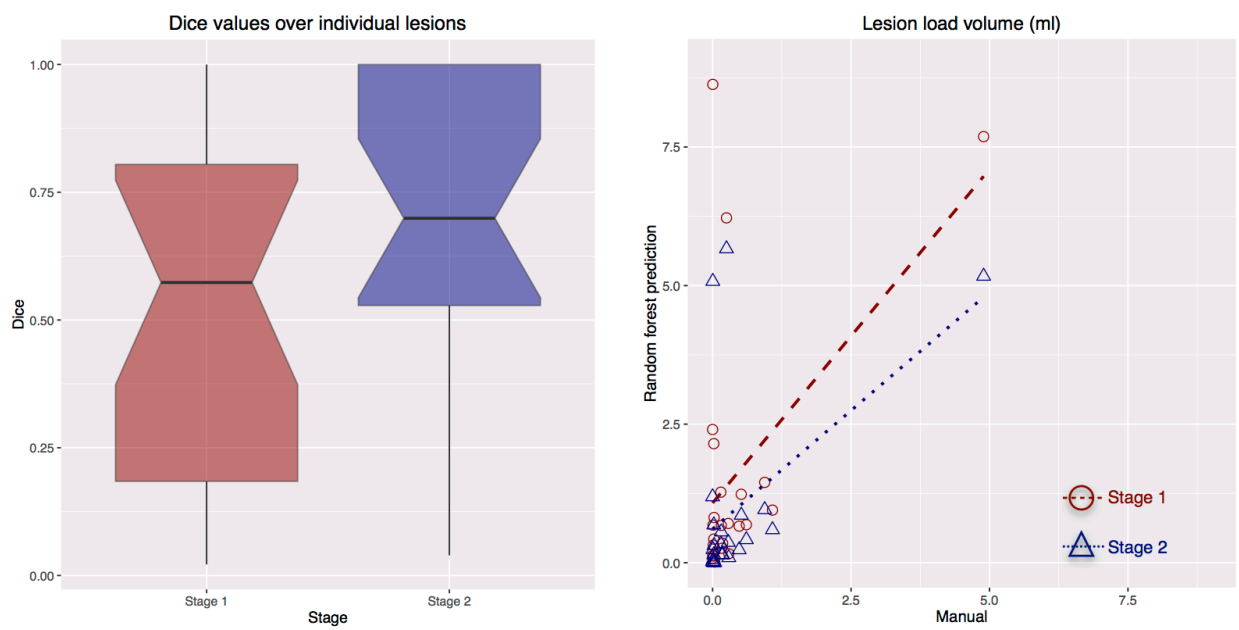 Dice values over individual lesions
1.00
0.75
0.50
0.25
0.00
Dice
Stage 1
Stage 2
Stage
Lesion load volume (ml)
7.5
5.0
2.5
0.0
Random forest prediction
0.0
2.5
5.0
7.5
Manual
Stage 1
Stage 2